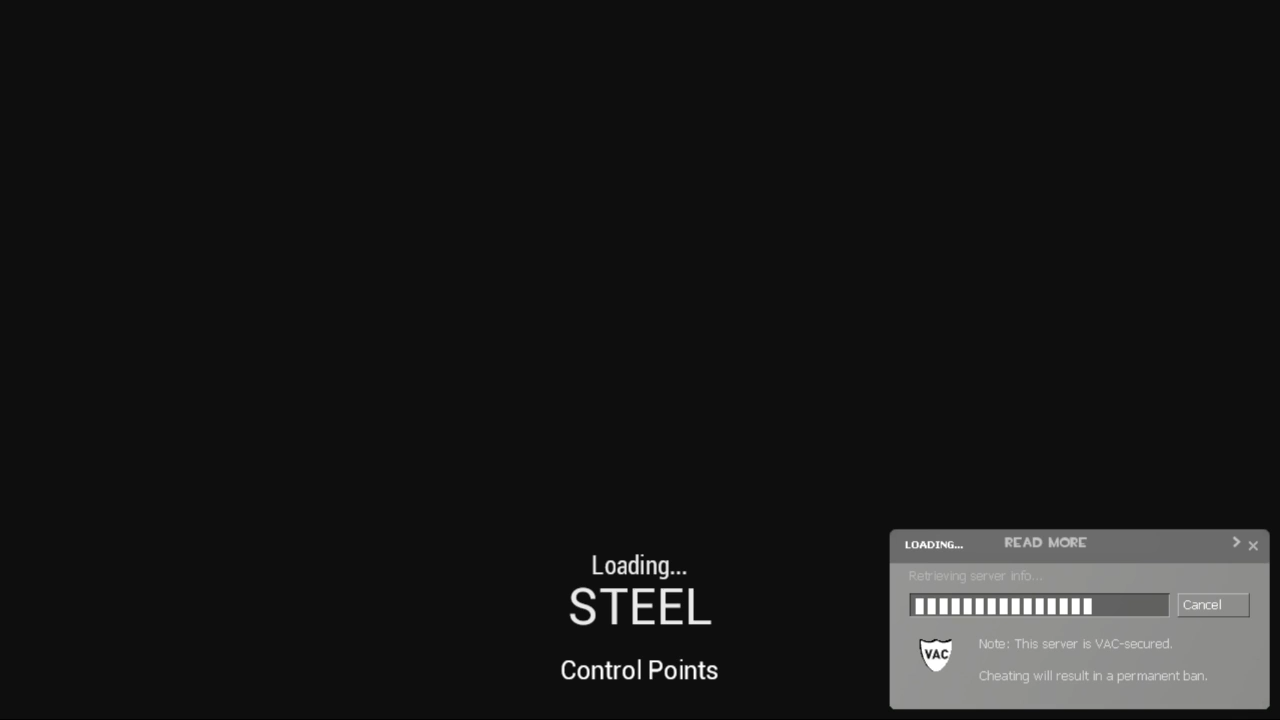 Loading...
STEEL
Control Points
LOADING...
READ MORE
Retrieving server info...
Cancel
VAC
Note: This server is VAC-secured.
Cheating will result in a permanent ban.